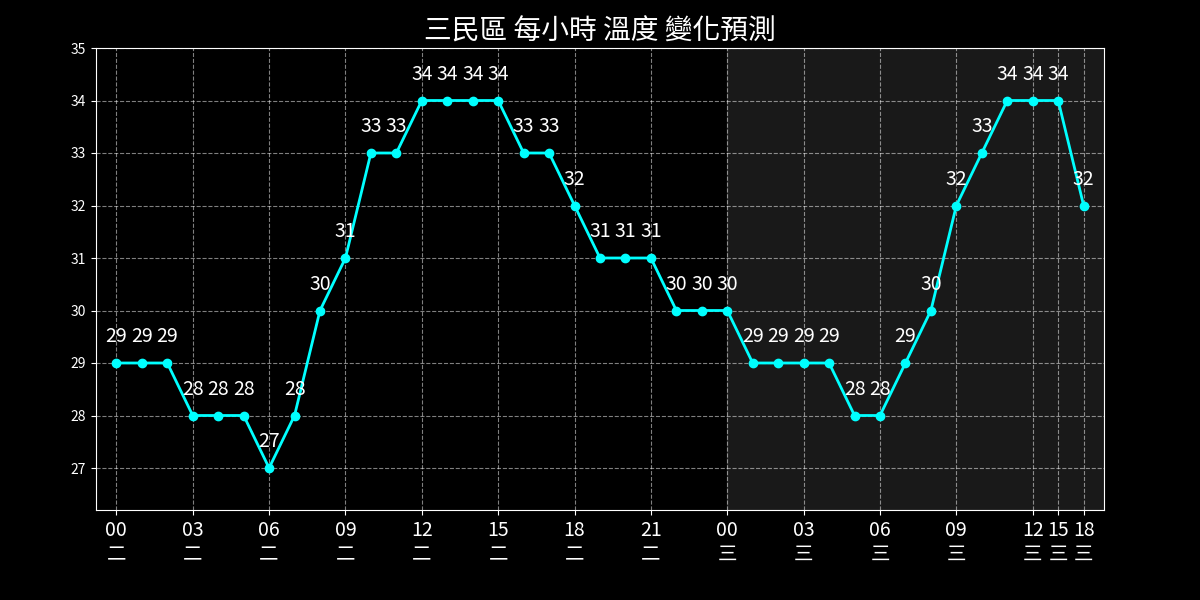 三民區 每小時 溫度 變化預測
35
34 34 34 34 34 34 34 34
33 33 33 33 33 33
32 32 32 32
31 31 31 31 31
30 30 30 30 30 30
29 29 29 29 29 29 29 29 29
28 28 28 28 28 28 28
27 27
00 03 06 09 12 15 18 21 00 03 06 09 12 15 18
二 二 二 二 二 二 二 二 三 三 三 三 三 三 三